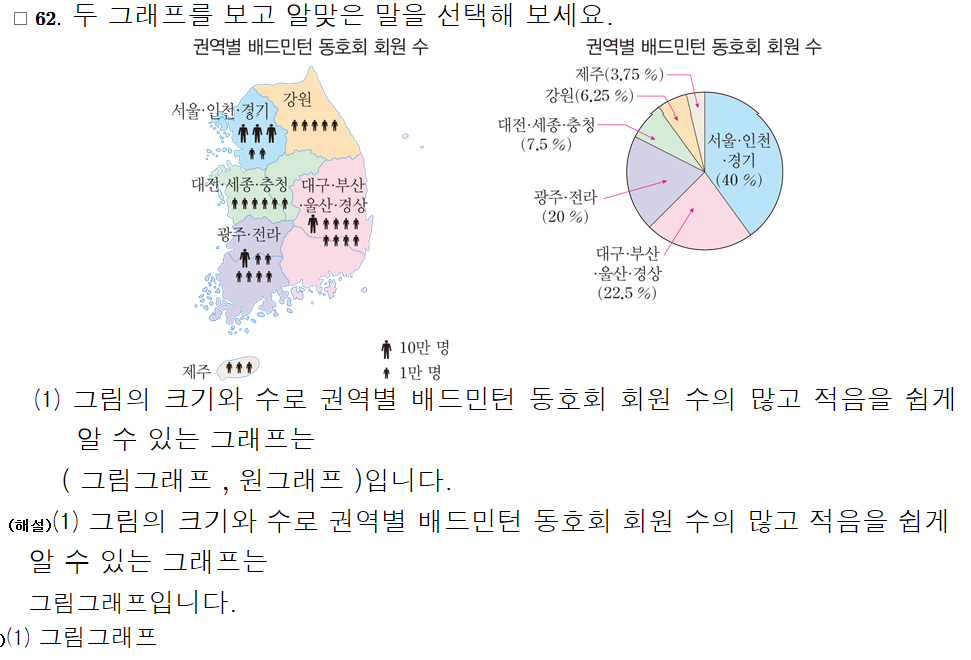 □ 62. 두 그래프를 보고 알맞은 말을 선택해 보세요.
권역별 배드민턴 동호회 회원 수
서울·인천·경기
강원
대전·세종·충청
대구·부산
·울산·경상
광주·전라
제주
10만 명
1만 명
권역별 배드민턴 동호회 회원 수
제주(3.75 %)
강원(6.25 %)
대전·세종·충청
(7.5 %)
광주·전라
(20 %)
대구·부산
·울산·경상
(22.5 %)
서울·인천
·경기
(40 %)
(1) 그림의 크기와 수로 권역별 배드민턴 동호회 회원 수의 많고 적음을 쉽게
알 수 있는 그래프는
( 그림그래프 , 원그래프 )입니다.
(해설)(1) 그림의 크기와 수로 권역별 배드민턴 동호회 회원 수의 많고 적음을 쉽게
알 수 있는 그래프는
그림그래프입니다.
)(1) 그림그래프